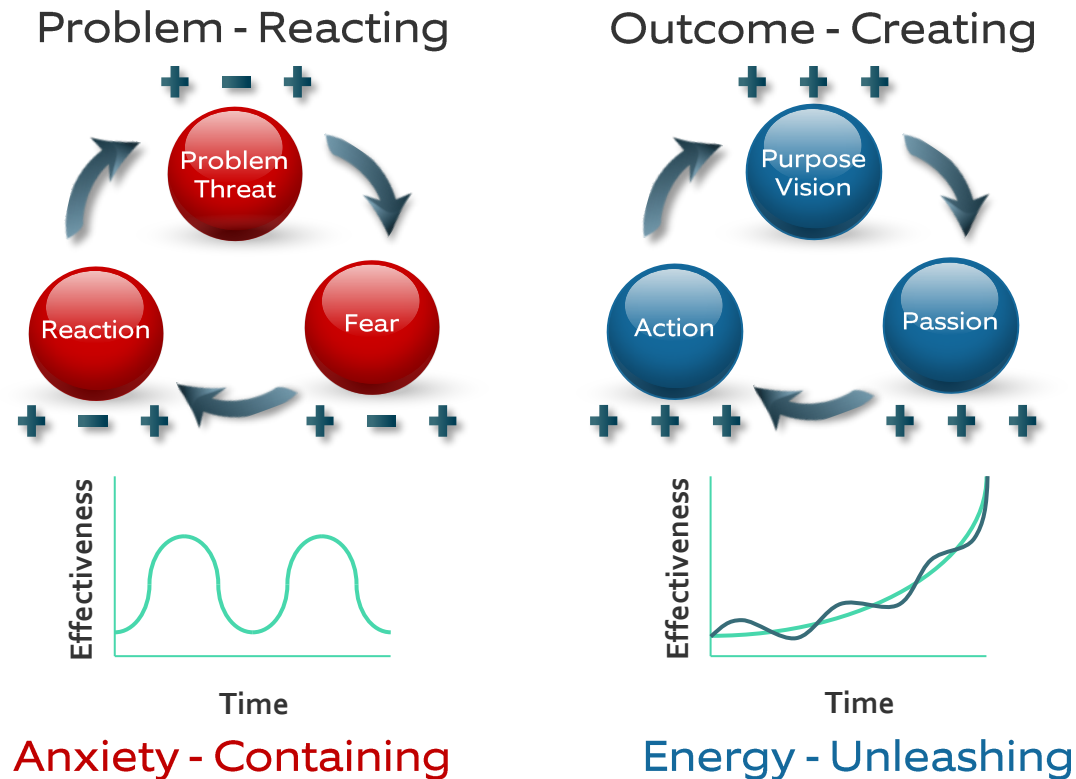 Problem - Reacting
+ - +
Problem
Threat
Reaction
Fear
+ - +
+ - +
Effectiveness
Time
Anxiety - Containing
Outcome - Creating
+ + +
Purpose
Vision
Action
Passion
+ + +
+ + +
Effectiveness
Time
Energy - Unleashing